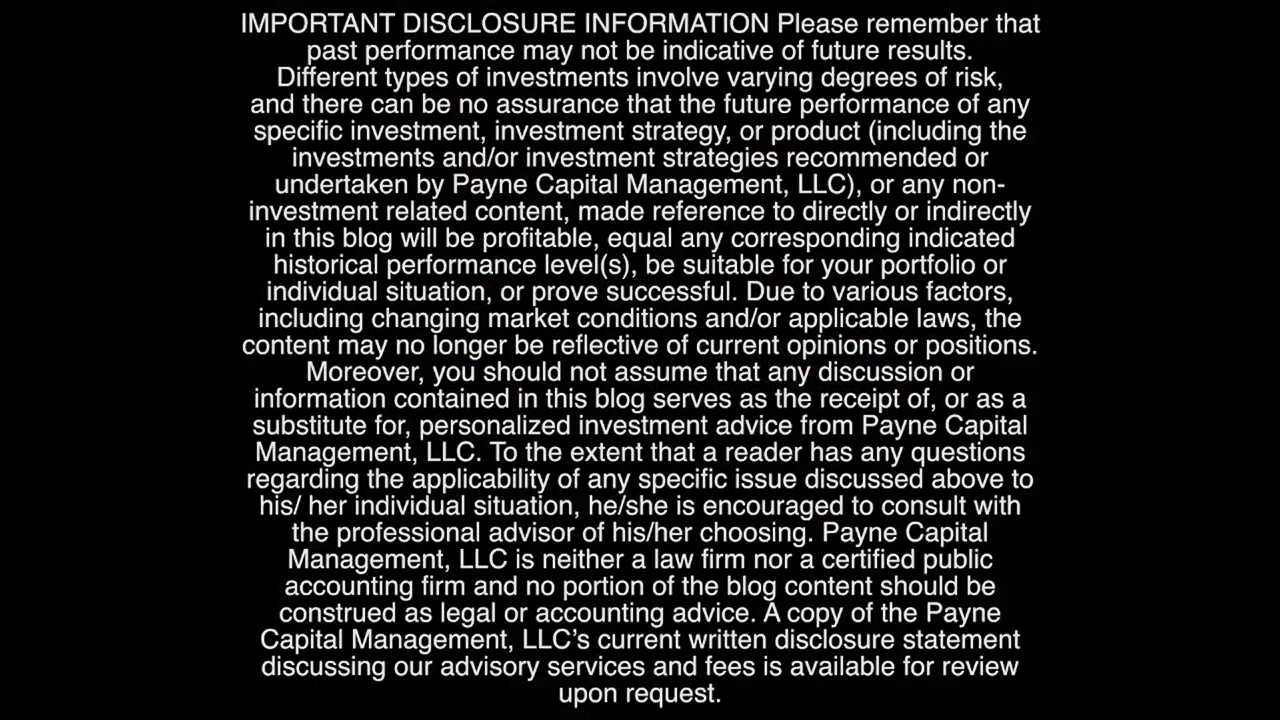 IMPORTANT DISCLOSURE INFORMATION Please remember that
past performance may not be indicative of future results.
Different types of investments involve varying degrees of risk,
and there can be no assurance that the future performance of any
specific investment, investment strategy, or product (including the
investments and/or investment strategies recommended or
undertaken by Payne Capital Management, LLC), or any non-
investment related content, made reference to directly or indirectly
in this blog will be profitable, equal any corresponding indicated
historical performance level(s), be suitable for your portfolio or
individual situation, or prove successful. Due to various factors,
including changing market conditions and/or applicable laws, the
content may no longer be reflective of current opinions or positions.
Moreover, you should not assume that any discussion or
information contained in this blog serves as the receipt of, or as a
substitute for, personalized investment advice from Payne Capital
Management, LLC. To the extent that a reader has any questions
regarding the applicability of any specific issue discussed above to
his/ her individual situation, he/she is encouraged to consult with
the professional advisor of his/her choosing. Payne Capital
Management, LLC is neither a law firm nor a certified public
accounting firm and no portion of the blog content should be
construed as legal or accounting advice. A copy of the Payne
Capital Management, LLC’s current written disclosure statement
discussing our advisory services and fees is available for review
upon request.